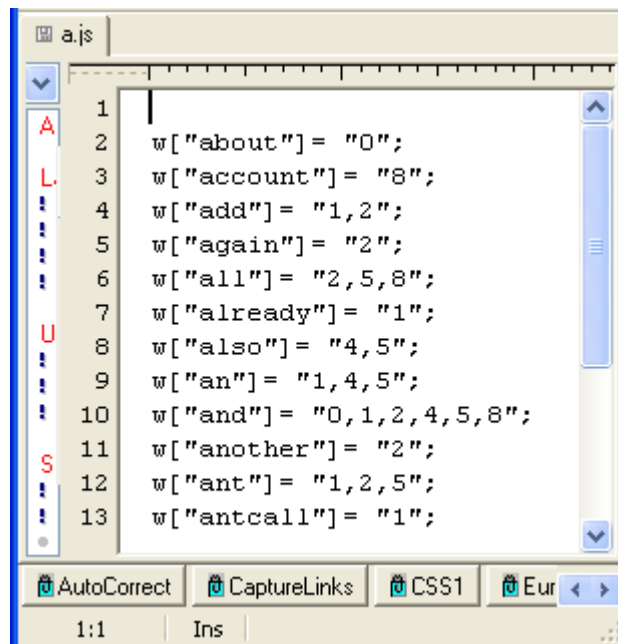 a.js
1
A
2 w["about"]= "0";
L
3 w["account"]= "8";
4 w["add"]= "1,2";
5 w["again"]= "2";
6 w["all"]= "2,5,8";
7 w["already"]= "1";
U
8 w["also"]= "4,5";
9 w["an"]= "1,4,5";
10 w["and"]= "0,1,2,4,5,8";
11 w["another"]= "2";
S
12 w["ant"]= "1,2,5";
13 w["antcall"]= "1";
AutoCorrect CaptureLinks CSS1 Eur
1:1 Ins